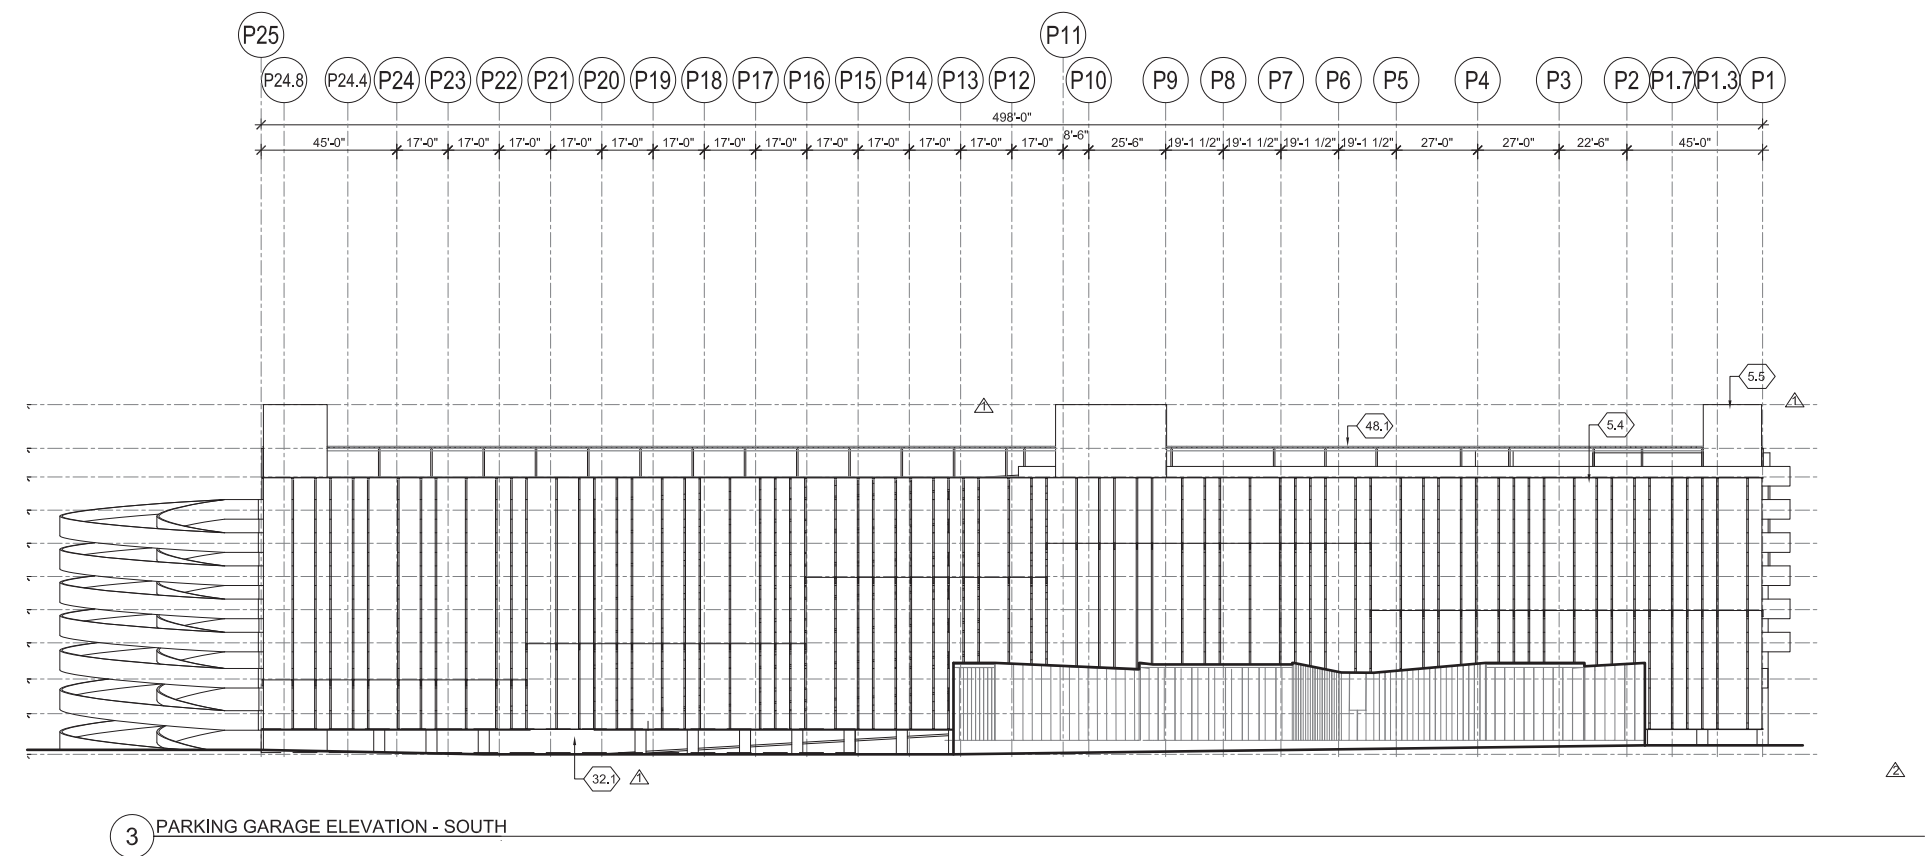 P25 P11
P24.8 P24.4 P24 P23 P22 P21 P20 P19 P18 P17 P16 P15 P14 P13 P12 P10 P9 P8 P7 P6 P5 P4 P3 P2 P1.7 P1.3 P1
498'-0"
45'-0" 17'-0" 17'-0" 17'-0" 17'-0" 17'-0" 17'-0" 17'-0" 17'-0" 17'-0" 17'-0" 17'-0" 17'-0" 17'-0" 8'-6" 25'-6" 19'-1 1/2" 19'-1 1/2" 19'-1 1/2" 19'-1 1/2" 27'-0" 27'-0" 22'-6" 45'-0"
5.5
1 1
48.1 5.4
32.1 1
2
3 PARKING GARAGE ELEVATION - SOUTH